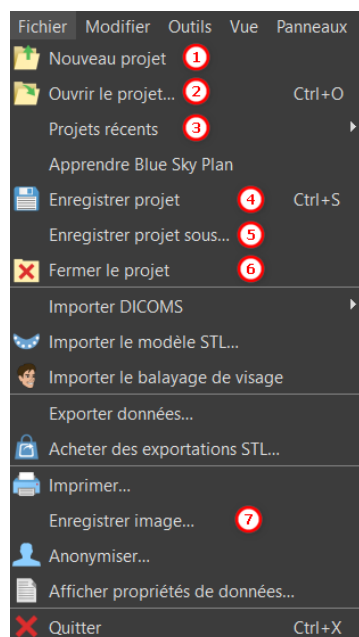 Fichier Modifier Outils Vue Panneaux
Nouveau projet 1
Ouvrir le projet... 2 Ctrl+O
Projets récents 3
Apprendre Blue Sky Plan
Enregistrer projet 4 Ctrl+S
Enregistrer projet sous... 5
Fermer le projet 6
Importer DICOMS
Importer le modèle STL...
Importer le balayage de visage
Exporter données...
Acheter des exportations STL...
Imprimer...
Enregistrer image... 7
Anonymiser...
Afficher propriétés de données...
Quitter Ctrl+X